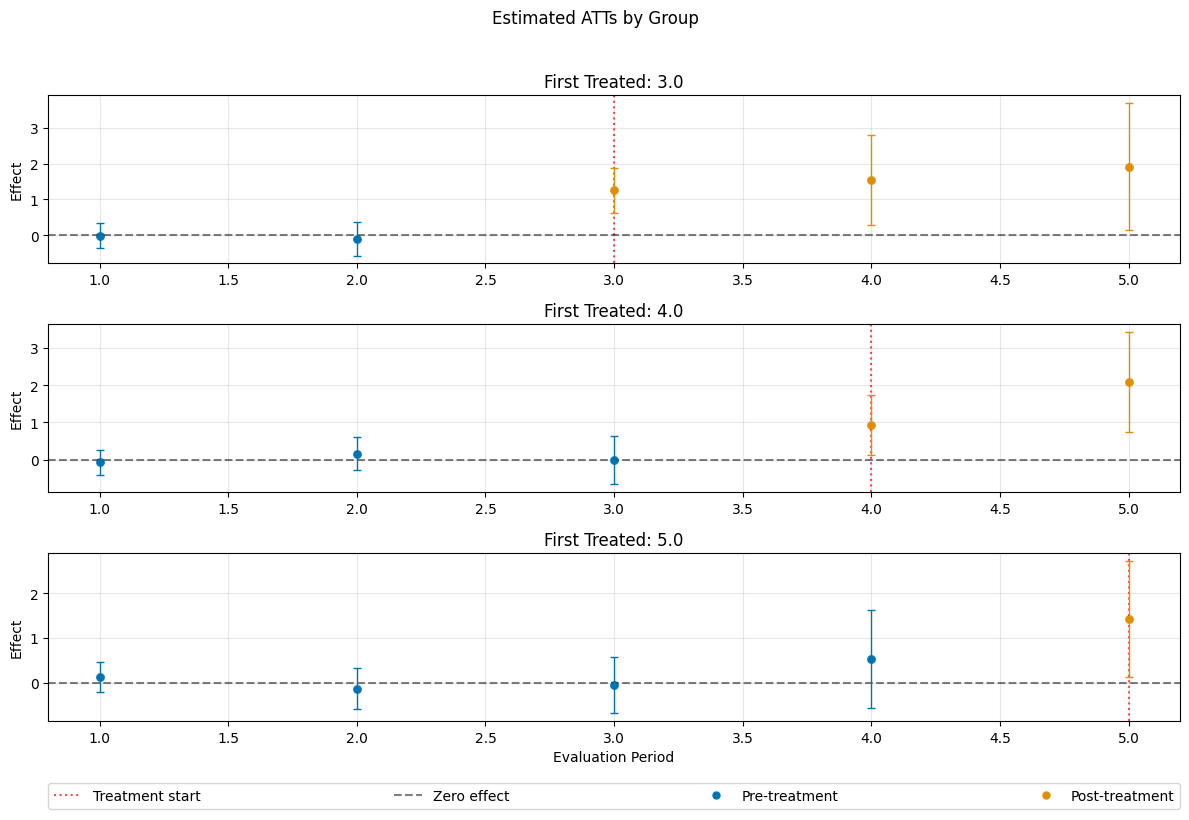 Estimated ATTs by Group
First Treated: 3.0
Effect
3
2
1
0
1.0 1.5 2.0 2.5 3.0 3.5 4.0 4.5 5.0
First Treated: 4.0
Effect
3
2
1
0
1.0 1.5 2.0 2.5 3.0 3.5 4.0 4.5 5.0
First Treated: 5.0
Effect
2
1
0
1.0 1.5 2.0 2.5 3.0 3.5 4.0 4.5 5.0
Evaluation Period
Treatment start Zero effect Pre-treatment Post-treatment